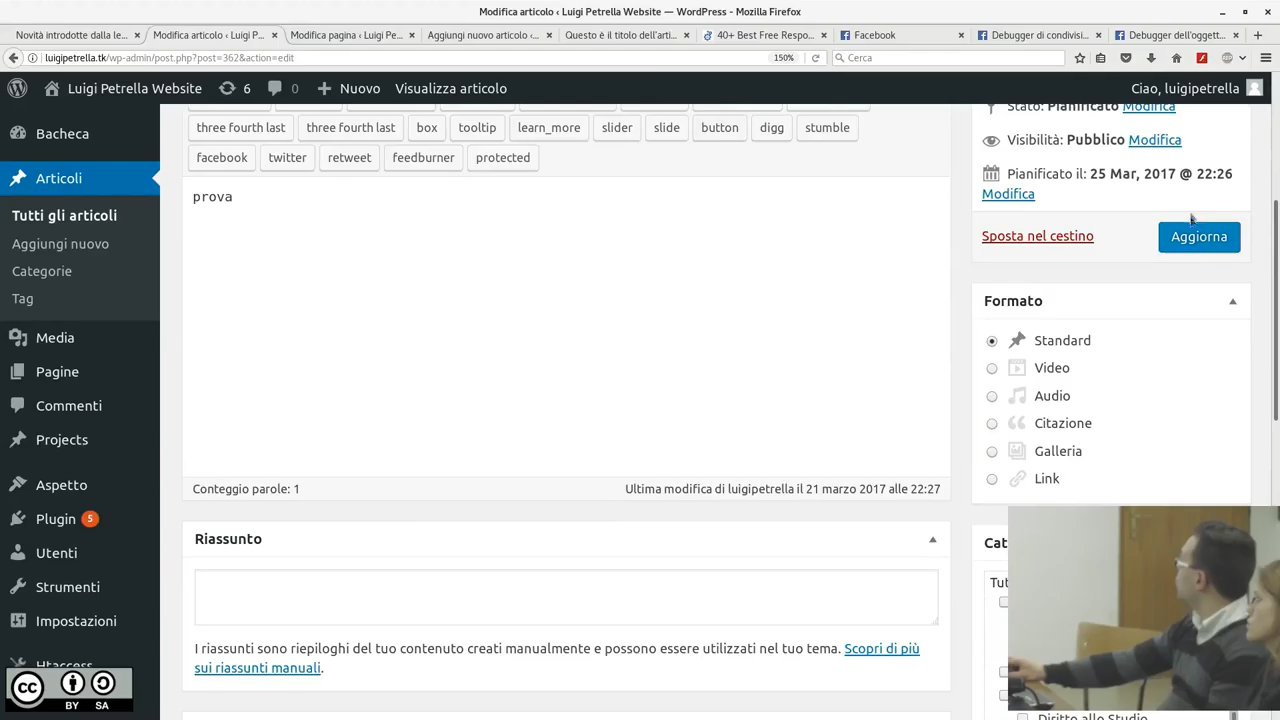 Modifica articolo ‹ Luigi Petrella Website — WordPress - Mozilla Firefox
Novità introdotte dalla le...
Modifica articolo ‹ Luigi P...
Modifica pagina ‹ Luigi Pe...
Aggiungi nuovo articolo ‹...
Questo è il titolo dell'arti...
40+ Best Free Respo...
Facebook
Debugger di condivisi...
Debugger dell'oggett...
luigipetrella.tk/wp-admin/post.php?post=362&action=edit
150%
Cerca
Luigi Petrella Website
6
0
Nuovo
Visualizza articolo
Ciao, luigipetrella
Bacheca
Articoli
Tutti gli articoli
Aggiungi nuovo
Categorie
Tag
Media
Pagine
Commenti
Projects
Aspetto
Plugin 5
Utenti
Strumenti
Impostazioni
Htaccess
three fourth last
three fourth last
box
tooltip
learn_more
slider
slide
button
digg
stumble
facebook
twitter
retweet
feedburner
protected
prova
Conteggio parole: 1
Ultima modifica di luigipetrella il 21 marzo 2017 alle 22:27
Riassunto
I riassunti sono riepiloghi del tuo contenuto creati manualmente e possono essere utilizzati nel tuo tema. Scopri di più
sui riassunti manuali.
Stato: Pianificato Modifica
Visibilità: Pubblico Modifica
Pianificato il: 25 Mar, 2017 @ 22:26
Modifica
Sposta nel cestino
Aggiorna
Formato
Standard
Video
Audio
Citazione
Galleria
Link
Cat
Tut
Diritto allo Studio
cc
BY SA